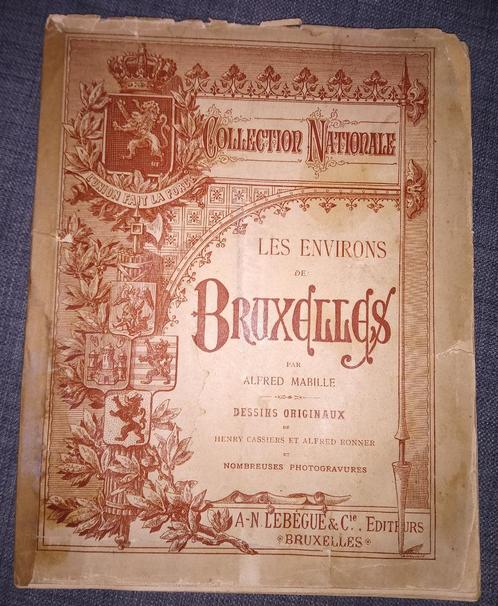 L'UNION FAIT LA FORCE
COLLECTION NATIONALE
LES ENVIRONS
DE
BRUXELLES
PAR
ALFRED MABILLE
DESSINS ORIGINAUX
DE
HENRY CASSIERS ET ALFRED RONNER
ET
NOMBREUSES PHOTOGRAVURES
A-N. LEBÈGUE & Cie, EDITEURS
BRUXELLES